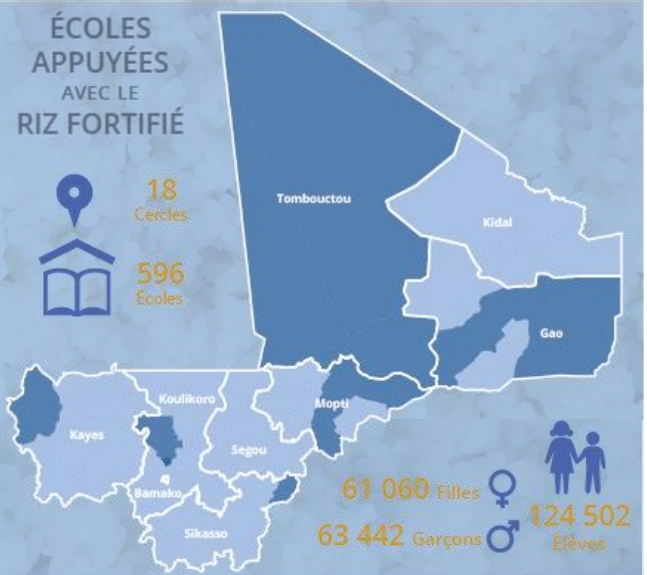 ÉCOLES
APPUYÉES
AVEC LE
RIZ FORTIFIÉ
18
Cercles
596
Écoles
Tombouctou
Kidal
Gao
Mopti
Koulikoro
Kayes
Segou
Bamako
Sikasso
61 060 Filles
63 442 Garçons
124 502
Élèves